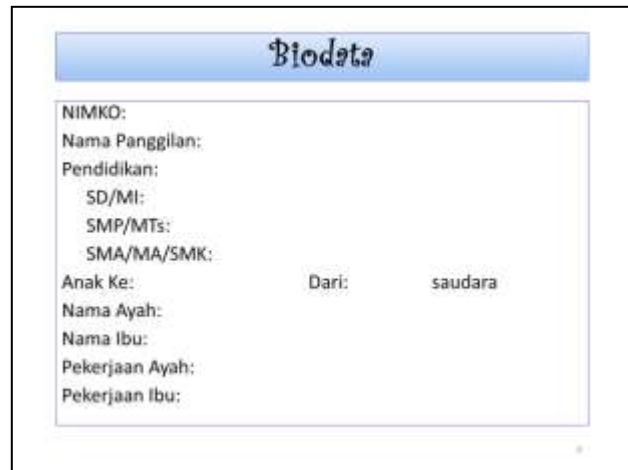 Biodata
NIMKO:
Nama Panggilan:
Pendidikan:
SD/MI:
SMP/MTs:
SMA/MA/SMK:
Anak Ke: Dari: saudara
Nama Ayah:
Nama Ibu:
Pekerjaan Ayah:
Pekerjaan Ibu: